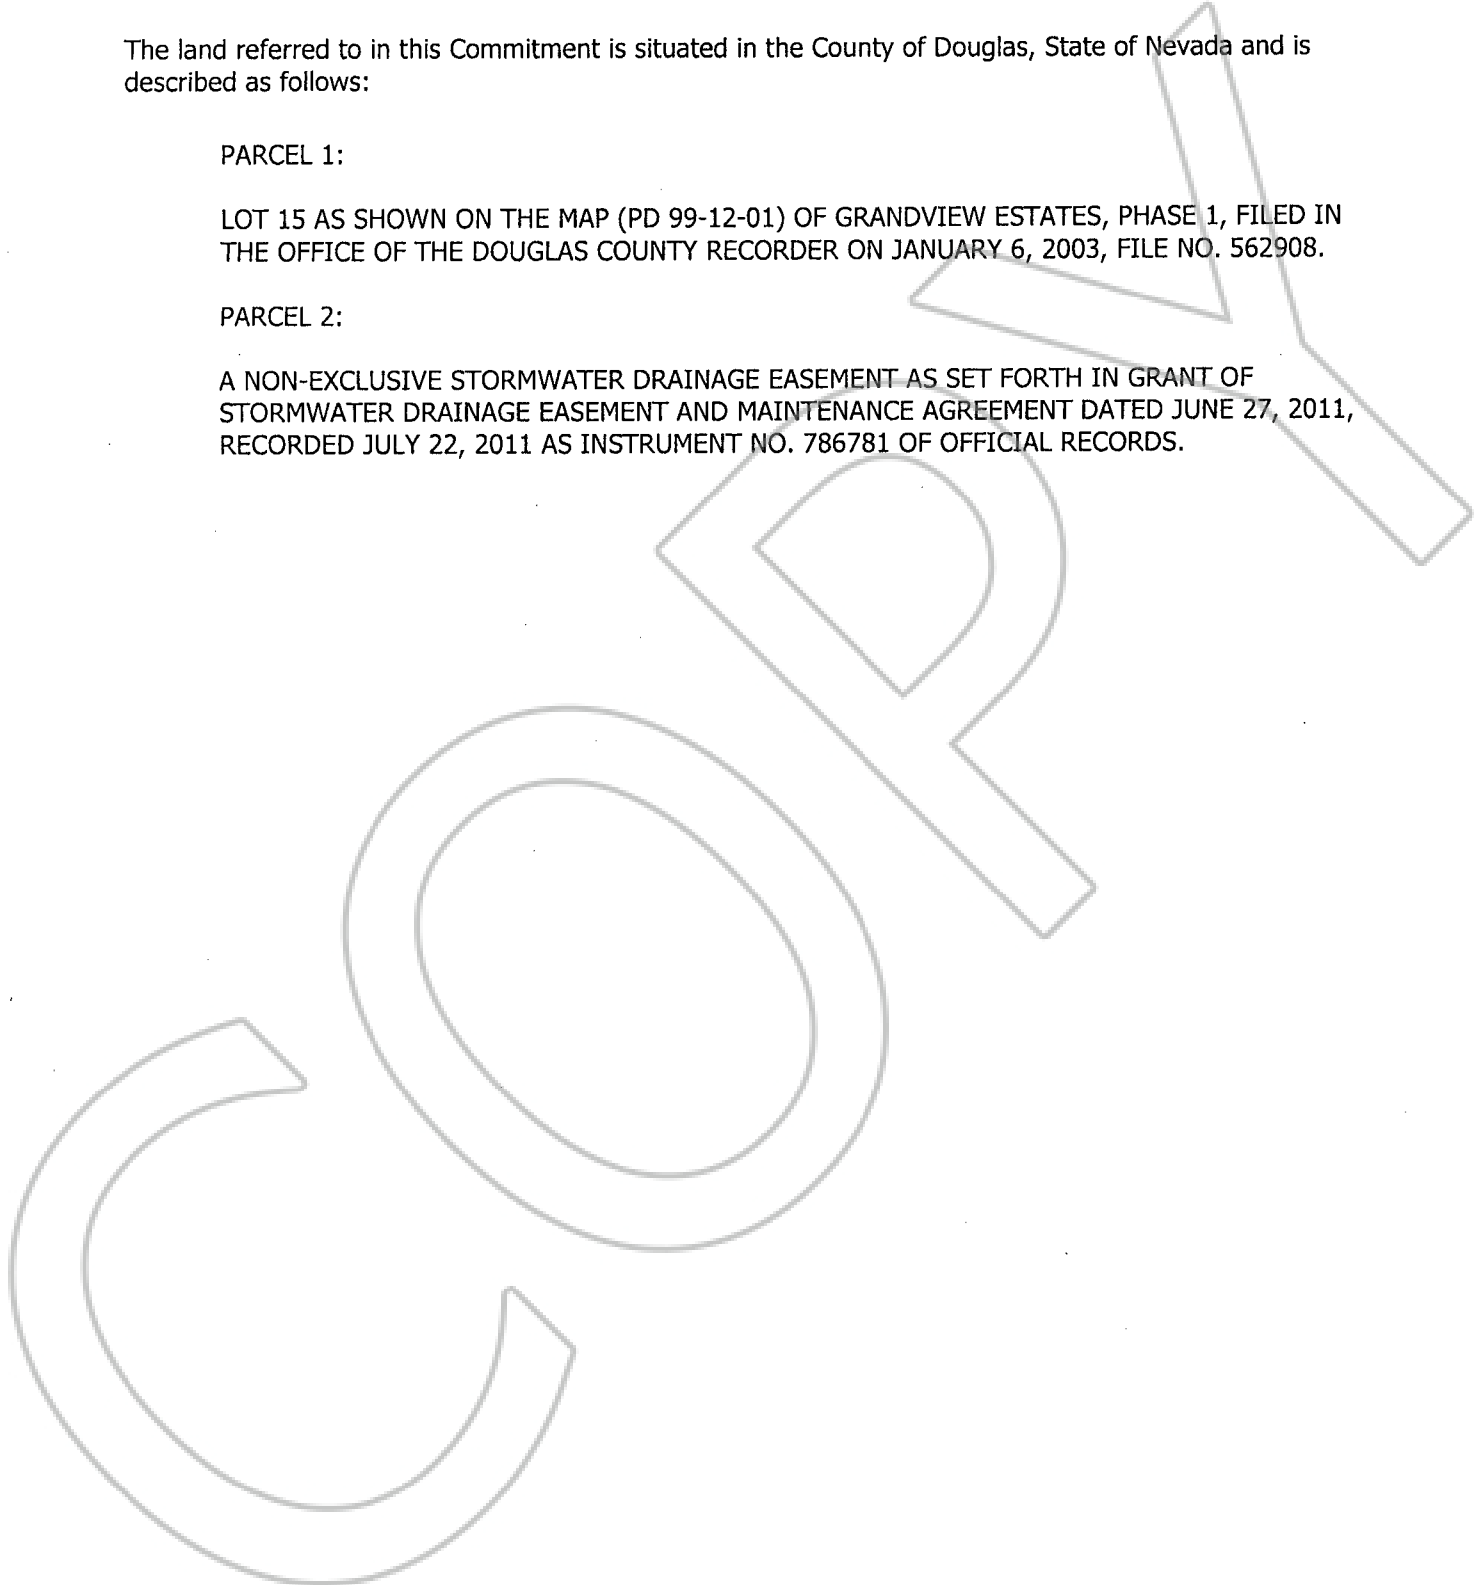 The land referred to in this Commitment is situated in the County of Douglas, State of Nevada and is
described as follows:
PARCEL 1:
LOT 15 AS SHOWN ON THE MAP (PD 99-12-01) OF GRANDVIEW ESTATES, PHASE 1, FILED IN
THE OFFICE OF THE DOUGLAS COUNTY RECORDER ON JANUARY 6, 2003, FILE NO. 562908.
PARCEL 2:
A NON-EXCLUSIVE STORMWATER DRAINAGE EASEMENT AS SET FORTH IN GRANT OF
STORMWATER DRAINAGE EASEMENT AND MAINTENANCE AGREEMENT DATED JUNE 27, 2011,
RECORDED JULY 22, 2011 AS INSTRUMENT NO. 786781 OF OFFICIAL RECORDS.
COPY